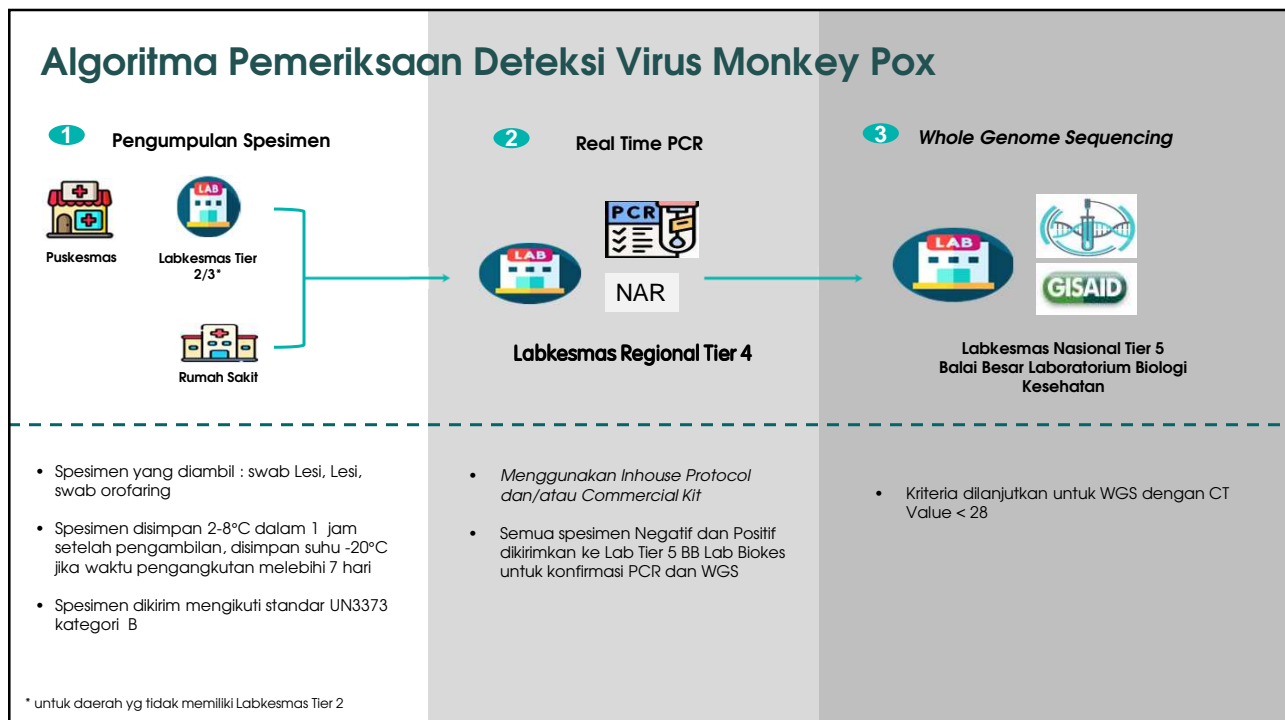 Algoritma Pemeriksaan Deteksi Virus Monkey Pox
1
Pengumpulan Spesimen
Puskesmas
LAB
Labkesmas Tier
2/3*
Rumah Sakit
• Spesimen yang diambil : swab Lesi, Lesi,
swab orofaring
• Spesimen disimpan 2-8°C dalam 1 jam
setelah pengambilan, disimpan suhu -20°C
jika waktu pengangkutan melebihi 7 hari
• Spesimen dikirim mengikuti standar UN3373
kategori B
* untuk daerah yg tidak memiliki Labkesmas Tier 2
2
Real Time PCR
LAB
PCR
NAR
Labkesmas Regional Tier 4
• Menggunakan Inhouse Protocol
dan/atau Commercial Kit
• Semua spesimen Negatif dan Positif
dikirimkan ke Lab Tier 5 BB Lab Biokes
untuk konfirmasi PCR dan WGS
3
Whole Genome Sequencing
LAB
GISAID
Labkesmas Nasional Tier 5
Balai Besar Laboratorium Biologi
Kesehatan
• Kriteria dilanjutkan untuk WGS dengan CT
Value < 28